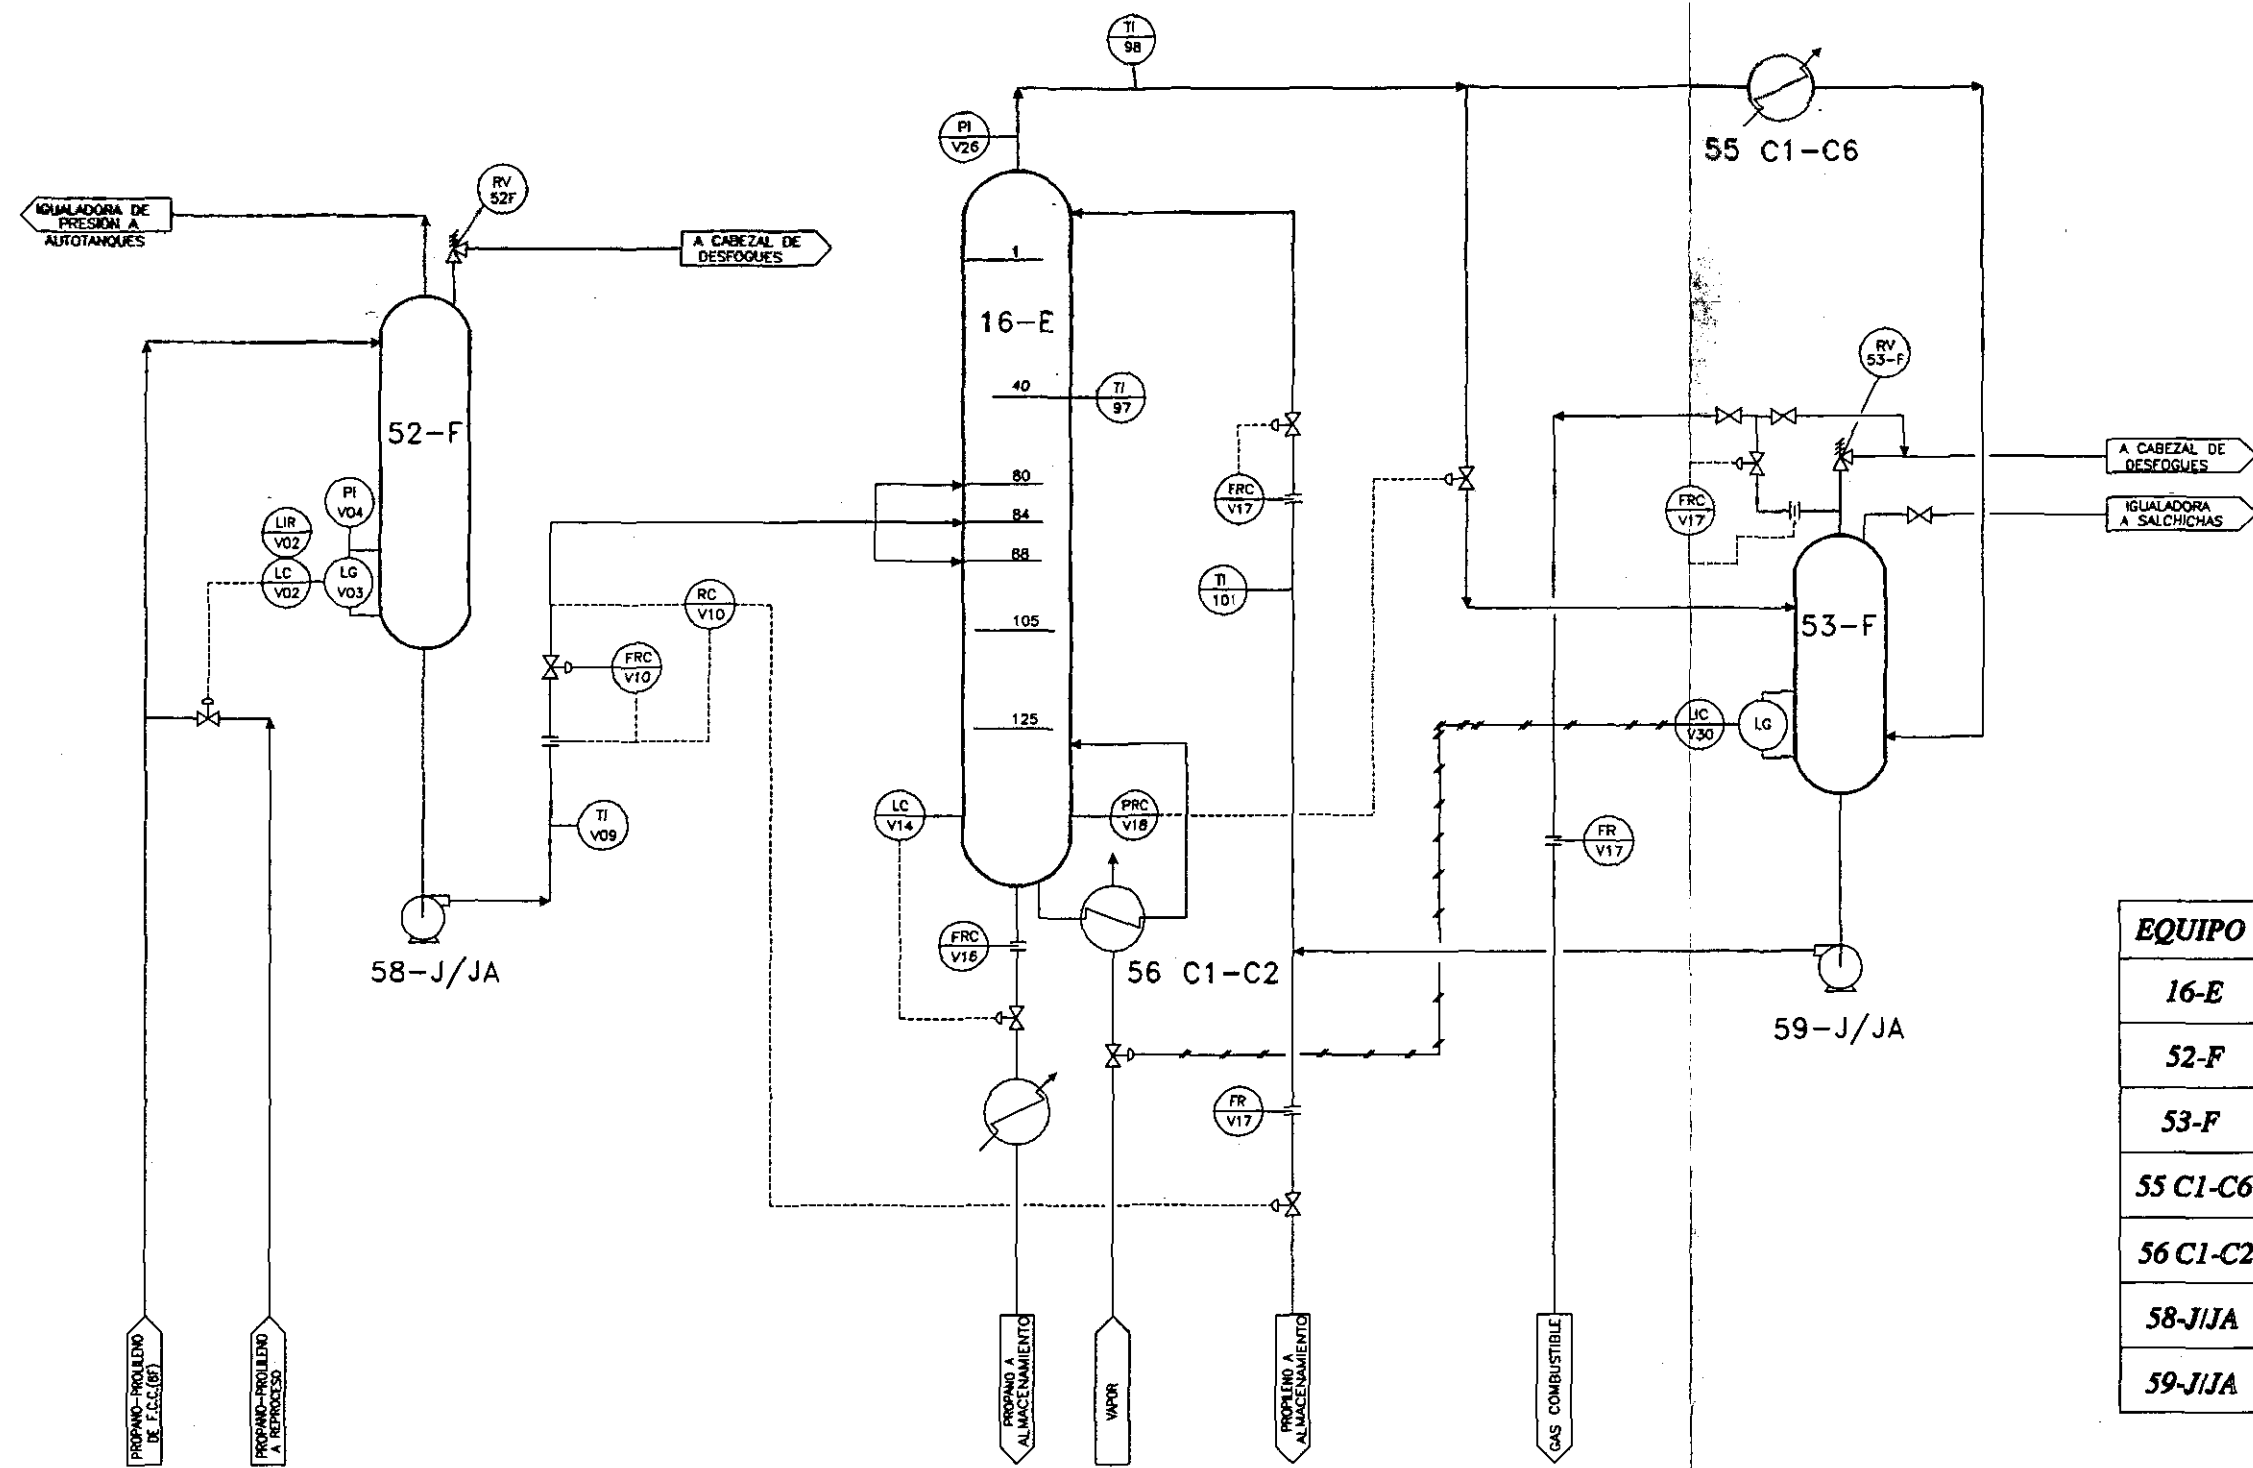 TI
98
PI
V26
55 C1-C6
RV
52F
IGUALADORA DE
PRESION A
AUTOTANQUES
A CABEZAL DE
DESFOGUES
1
16-E
40
TI
97
52-F
80
84
88
105
125
PI
V04
LIR
V02
LC
V02
LG
V03
RC
V10
FRC
V10
TI
V09
58-J/JA
FRC
V17
TI
101
RV
53-F
A CABEZAL DE
DESFOGUES
IGUALADORA
A SALCHICHAS
FRC
V17
53-F
V30
LG
LC
V14
PRC
V18
FR
V17
FRC
V16
56 C1-C2
59-J/JA
FR
V17
PROPANO-PROLILENO
DE F.C.C.(BF)
PROPANO-PROLILENO
A REPROCESO
PROPANO A
ALMACENAMIENTO
VAPOR
PROPILENO A
ALMACENAMIENTO
GAS COMBUSTIBLE
EQUIPO
16-E
52-F
53-F
55 C1-C6
56 C1-C2
58-J/JA
59-J/JA